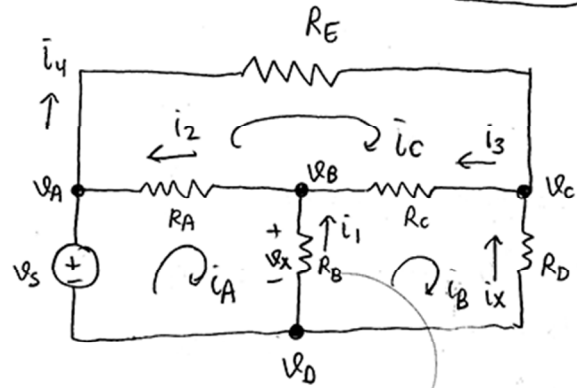 R_E
i_4
i_2
i_C
i_3
v_A
v_B
v_C
R_A
R_C
v_S
+
-
i_A
+
v_x
-
R_B
i_1
i_B
i_x
R_D
v_D